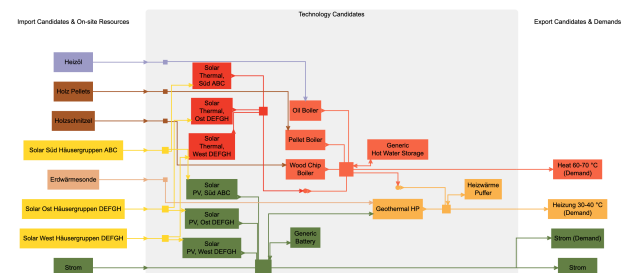 Technology Candidates
Import Candidates & On-site Resources
Export Candidates & Demands
Heizöl
Holz Pellets
Holzschnitzel
Solar Süd Häusergruppen ABC
Erdwärmesonde
Solar Ost Häusergruppen DEFGH
Solar West Häusergruppen DEFGH
Strom
Solar
Thermal,
Süd ABC
Solar
Thermal,
Ost DEFGH
Solar
Thermal,
West DEFGH
Solar
PV, Süd ABC
Solar
PV, Ost DEFGH
Solar
PV, West DEFGH
Oil Boiler
Pellet Boiler
Wood Chip
Boiler
Generic
Hot Water Storage
Geothermal HP
Heizwärme
Puffer
Generic
Battery
Heat 60-70 °C
(Demand)
Heizung 30-40 °C
(Demand)
Strom (Demand)
Strom